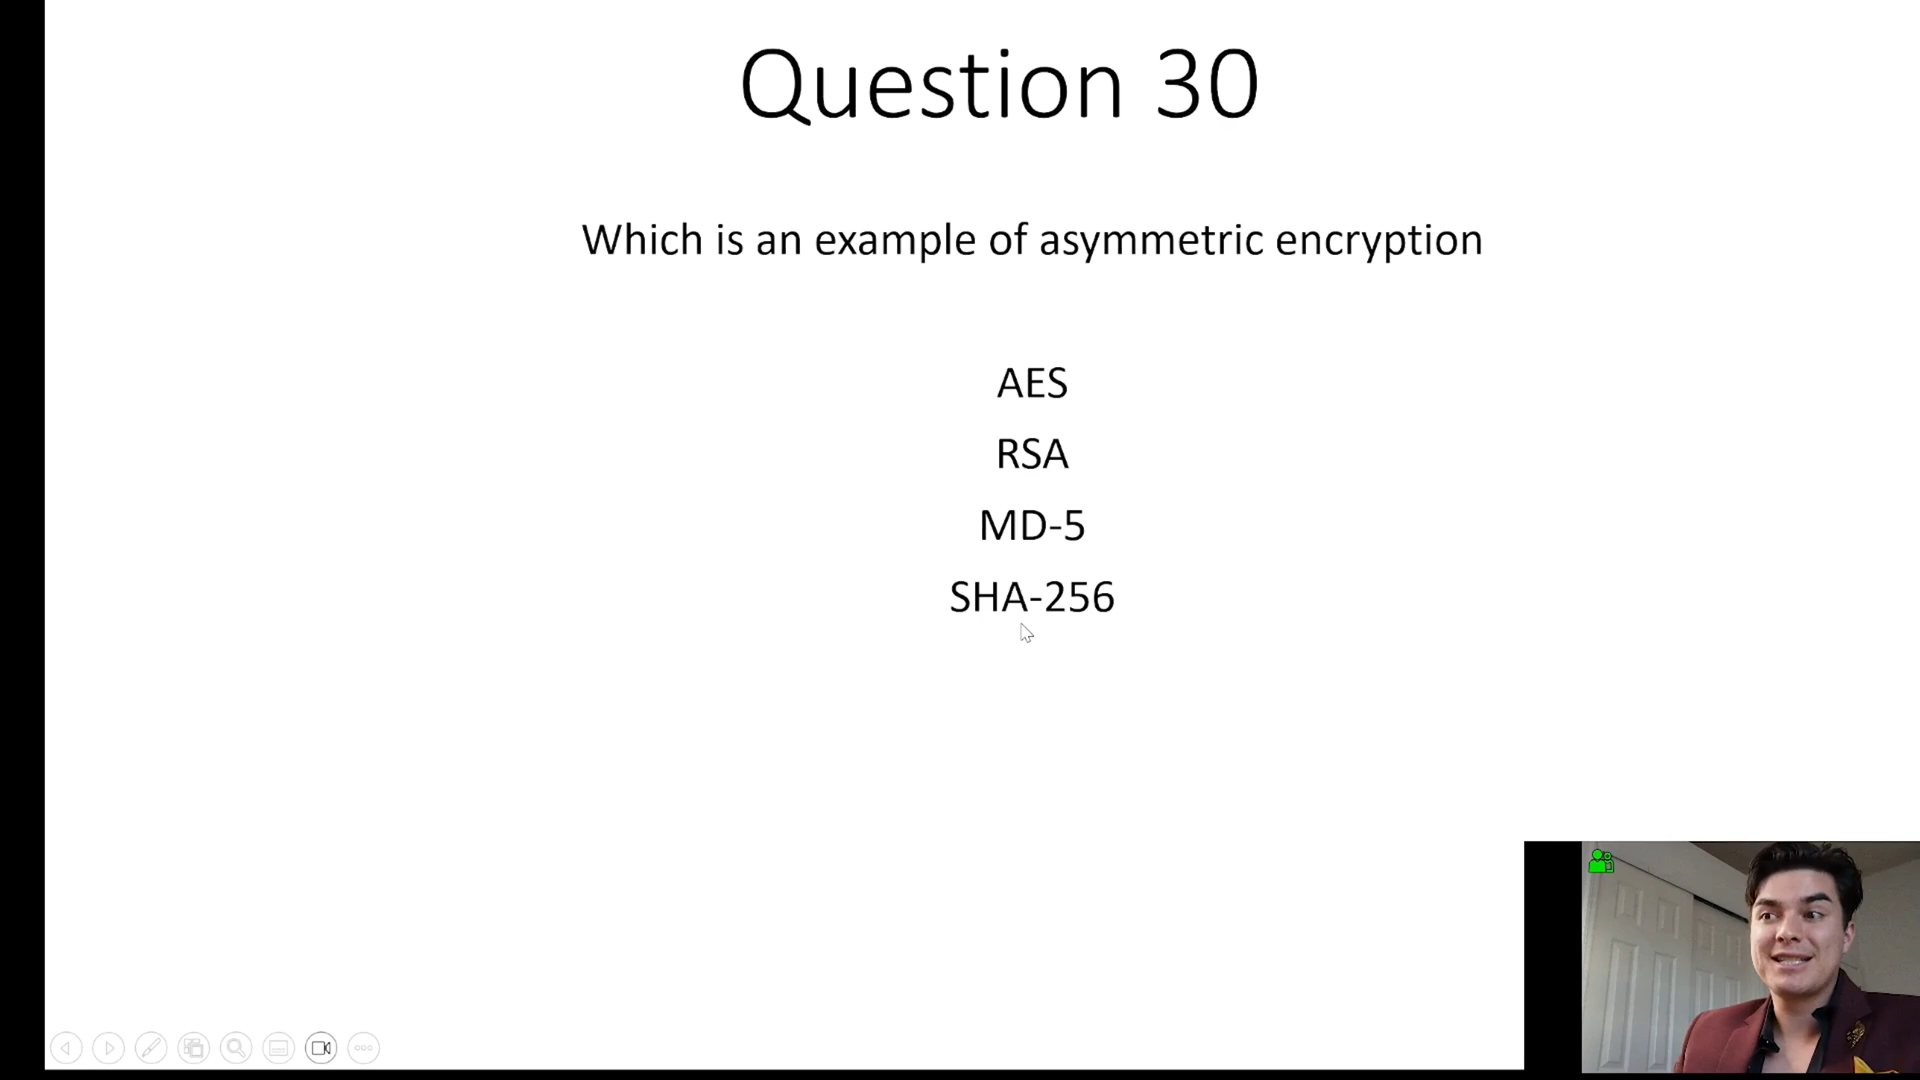 Question 30
Which is an example of asymmetric encryption
AES
RSA
MD-5
SHA-256